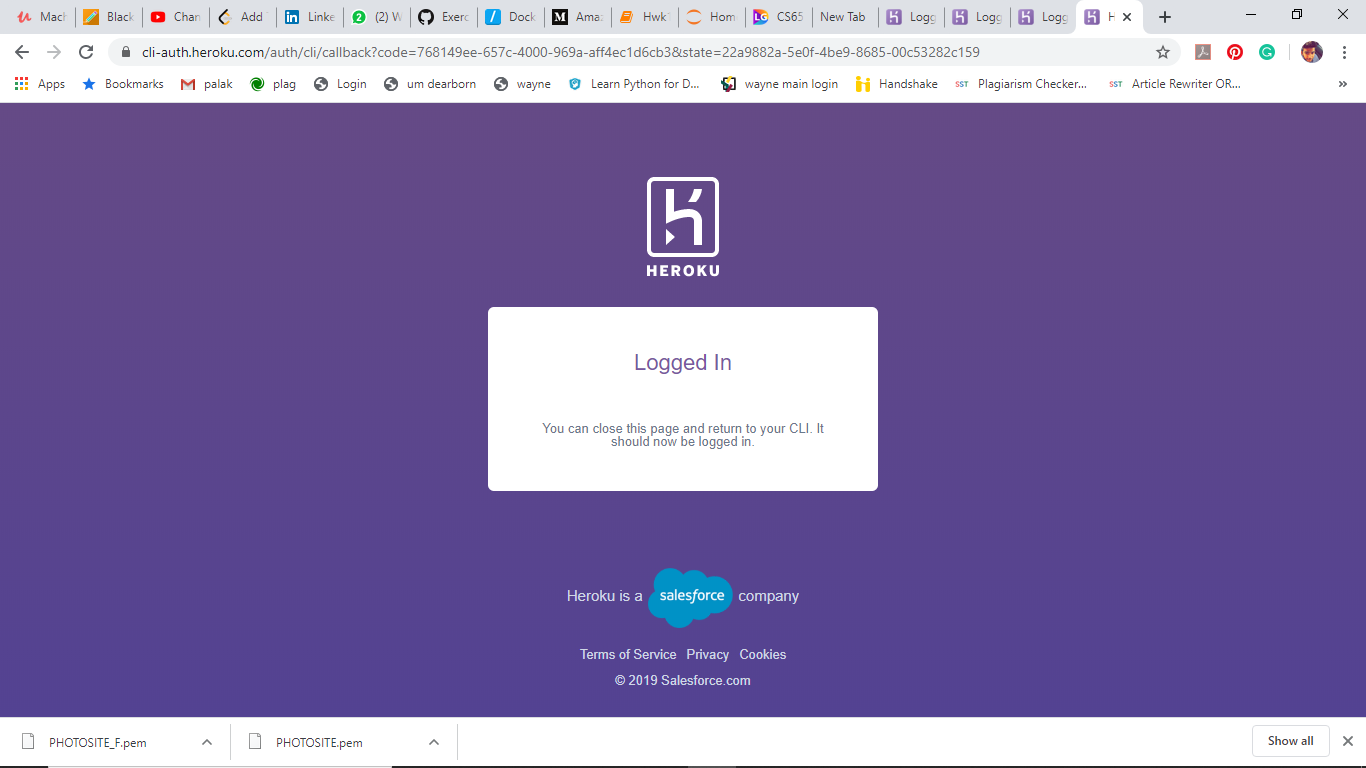 Mach
Black
Chan
Add
Linke
(2) W
Exerc
Dock
Ama
Hwk
Hom
CS65
New Tab
Logg
Logg
Logg
H
cli-auth.heroku.com/auth/cli/callback?code=768149ee-657c-4000-969a-aff4ec1d6cb3&state=22a9882a-5e0f-4be9-8685-00c53282c159
Apps
Bookmarks
palak
plag
Login
um dearborn
wayne
Learn Python for D...
wayne main login
Handshake
SST Plagiarism Checker...
SST Article Rewriter OR...
HEROKU
Logged In
You can close this page and return to your CLI. It
should now be logged in.
Heroku is a salesforce company
Terms of Service Privacy Cookies
© 2019 Salesforce.com
PHOTOSITE_F.pem
PHOTOSITE.pem
Show all